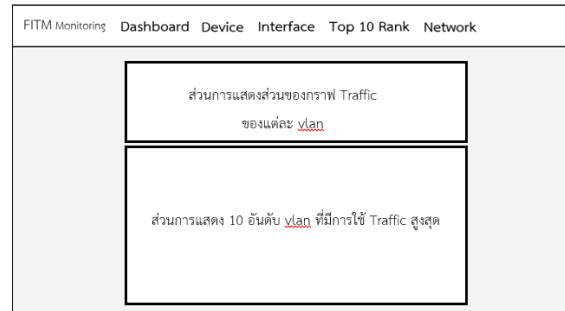 FITM Monitoring Dashboard Device Interface Top 10 Rank Network
ส่วนการแสดงส่วนของกราฟ Traffic
ของแต่ละ vlan
ส่วนการแสดง 10 อันดับ vlan ที่มีการใช้ Traffic สูงสุด